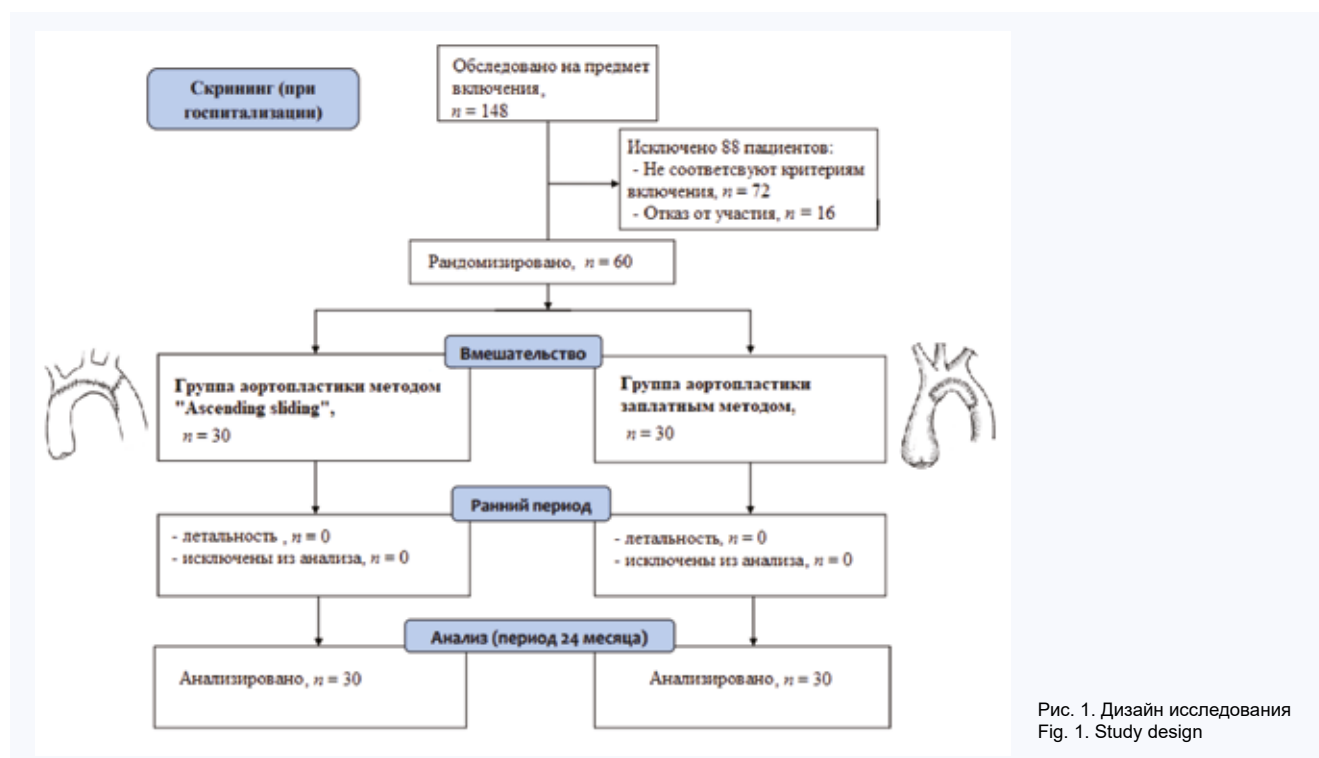 Скрининг (при
госпитализации)
Обследовано на предмет
включения,
n = 148
Исключено 88 пациентов:
- Не соответсвуют критериям
включения, n = 72
- Отказ от участия, n = 16
Рандомизировано, n = 60
Вмешательство
Группа аортопластики методом
"Ascending sliding",
n = 30
Группа аортопластики
заплатным методом,
n = 30
Ранний период
- летальность , n = 0
- исключены из анализа, n = 0
- летальность, n = 0
- исключены из анализа, n = 0
Анализ (период 24 месяца)
Анализировано, n = 30
Анализировано, n = 30
Рис. 1. Дизайн исследования
Fig. 1. Study design